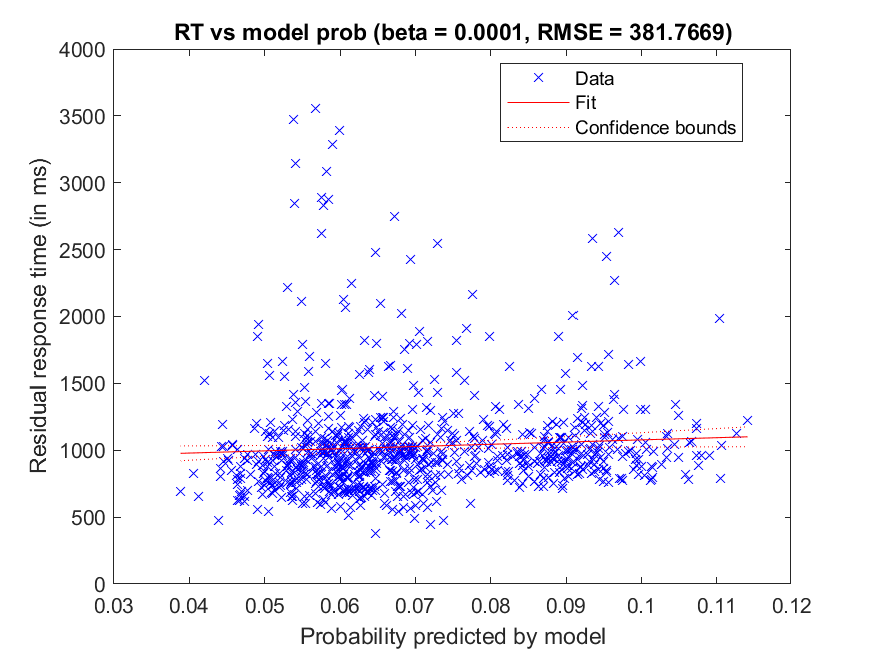 RT vs model prob (beta = 0.0001, RMSE = 381.7669)
4000
3500
3000
2500
2000
1500
1000
500
0
Residual response time (in ms)
Data
Fit
Confidence bounds
0.03 0.04 0.05 0.06 0.07 0.08 0.09 0.1 0.11 0.12
Probability predicted by model